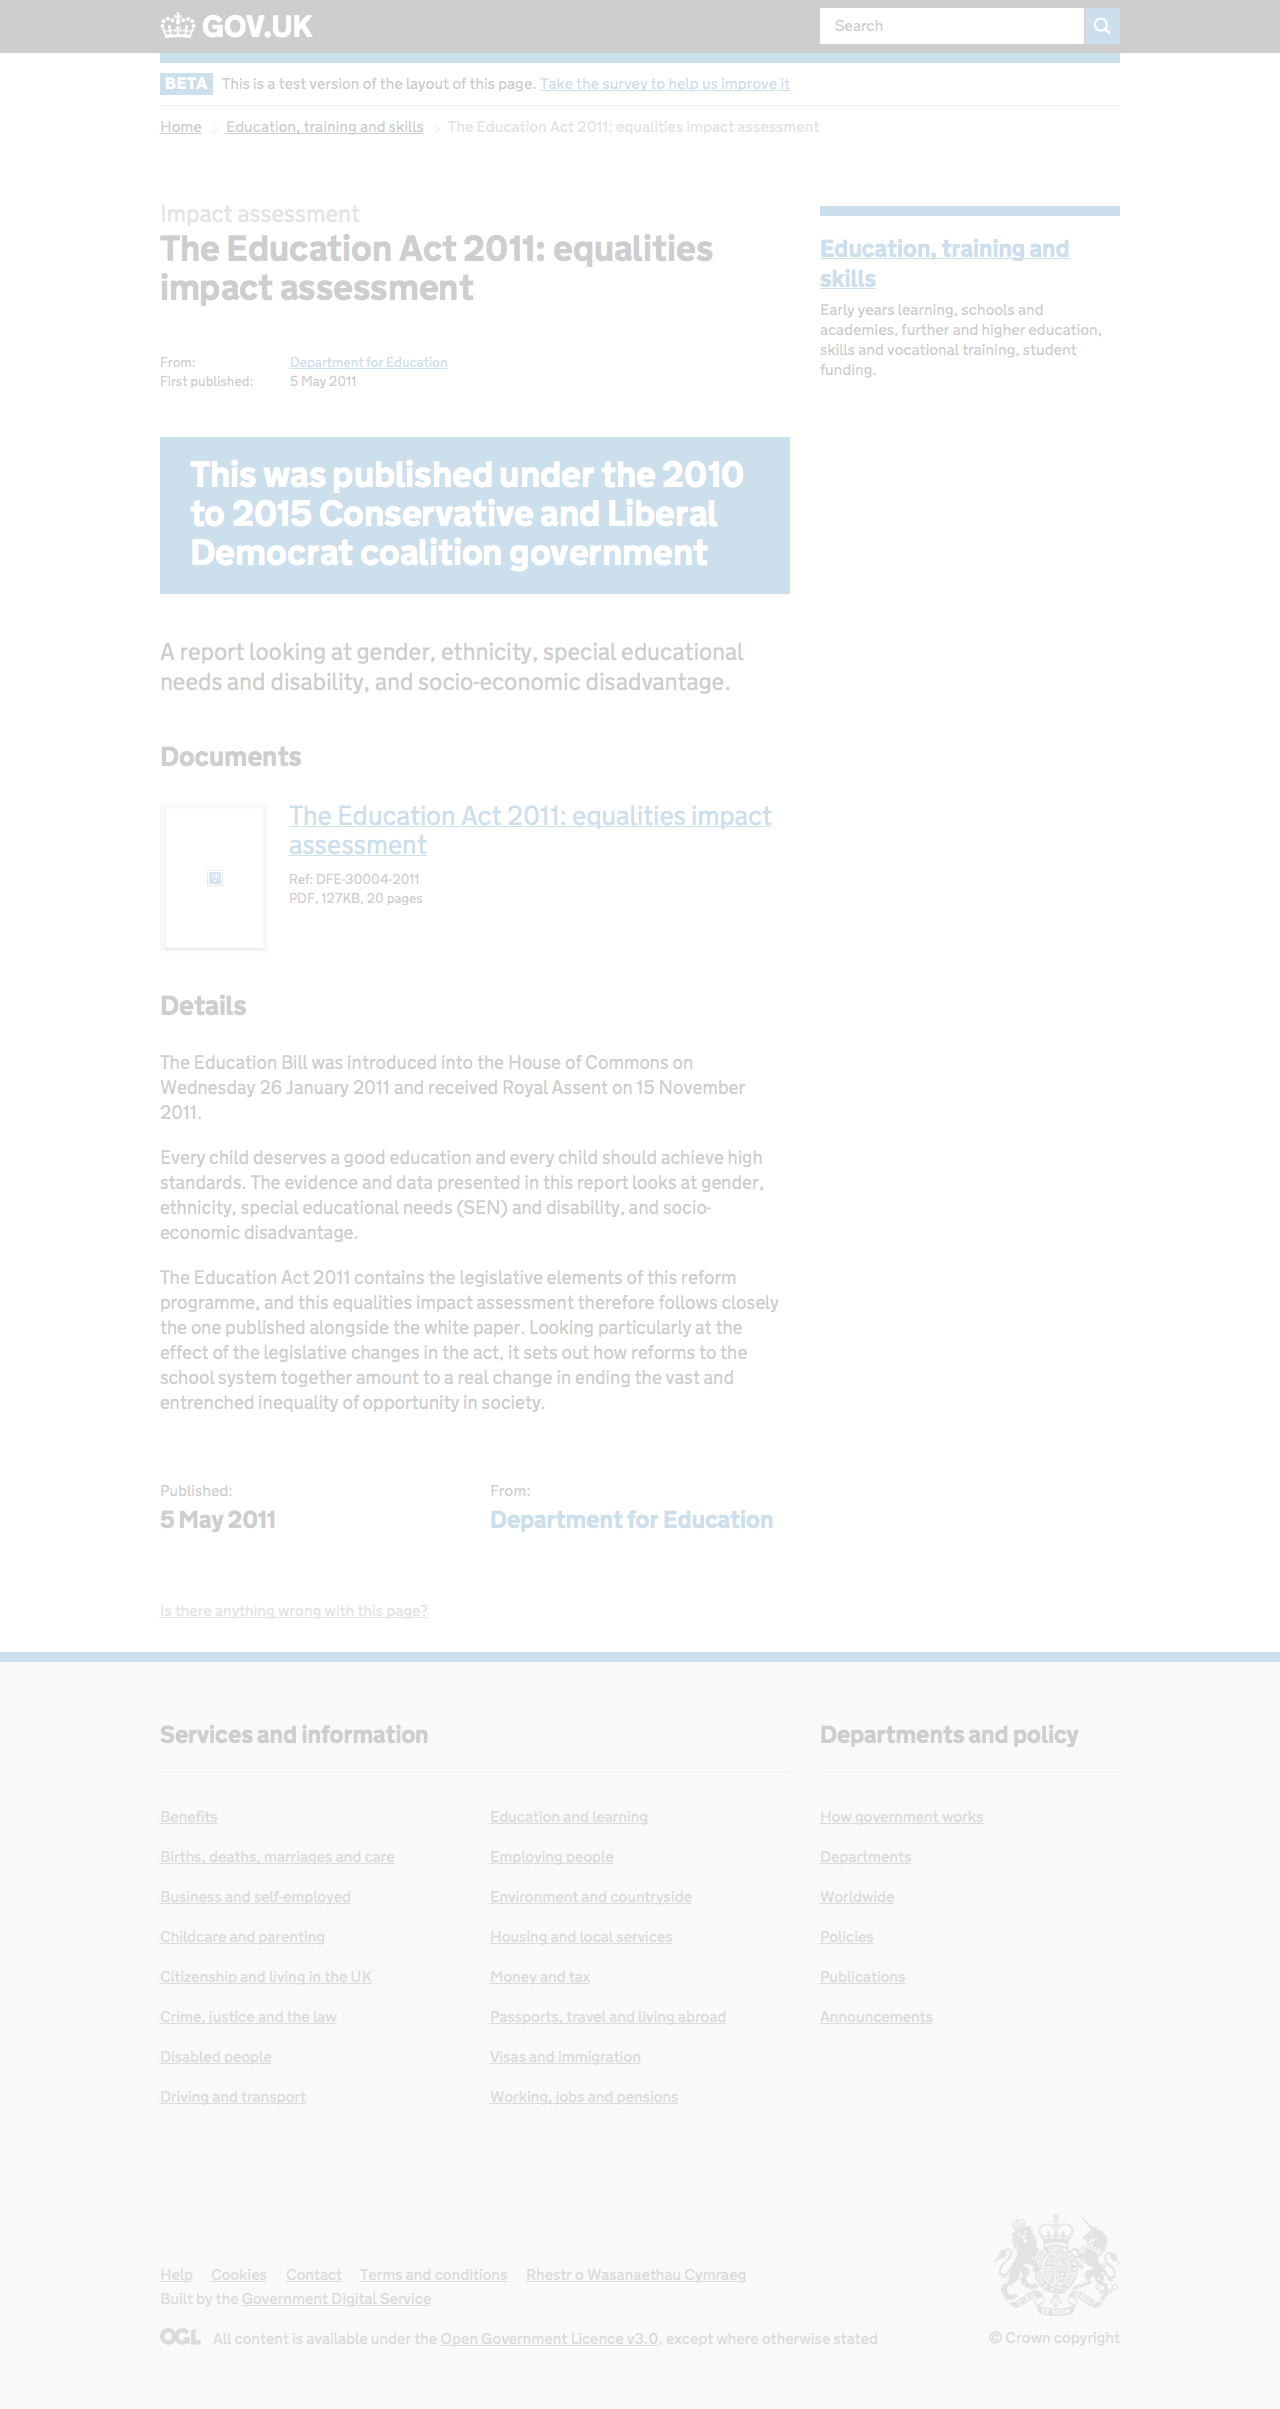 GOV.UK
Search
BETA This is a test version of the layout of this page. Take the survey to help us improve it
Home Education, training and skills The Education Act 2011: equalities impact assessment
Impact assessment
The Education Act 2011: equalities
impact assessment
From: Department for Education
First published: 5 May 2011
Education, training and
skills
Early years learning, schools and
academies, further and higher education,
skills and vocational training, student
funding.
This was published under the 2010
to 2015 Conservative and Liberal
Democrat coalition government
A report looking at gender, ethnicity, special educational
needs and disability, and socio-economic disadvantage.
Documents
The Education Act 2011: equalities impact
assessment
Ref: DFE-30004-2011
PDF, 127KB, 20 pages
Details
The Education Bill was introduced into the House of Commons on
Wednesday 26 January 2011 and received Royal Assent on 15 November
2011.
Every child deserves a good education and every child should achieve high
standards. The evidence and data presented in this report looks at gender,
ethnicity, special educational needs (SEN) and disability, and socio-
economic disadvantage.
The Education Act 2011 contains the legislative elements of this reform
programme, and this equalities impact assessment therefore follows closely
the one published alongside the white paper. Looking particularly at the
effect of the legislative changes in the act, it sets out how reforms to the
school system together amount to a real change in ending the vast and
entrenched inequality of opportunity in society.
Published:
5 May 2011
From:
Department for Education
Is there anything wrong with this page?
Services and information
Benefits
Births, deaths, marriages and care
Business and self-employed
Childcare and parenting
Citizenship and living in the UK
Crime, justice and the law
Disabled people
Driving and transport
Education and learning
Employing people
Environment and countryside
Housing and local services
Money and tax
Passports, travel and living abroad
Visas and immigration
Working, jobs and pensions
Departments and policy
How government works
Departments
Worldwide
Policies
Publications
Announcements
Help Cookies Contact Terms and conditions Rhestr o Wasanaethau Cymraeg
Built by the Government Digital Service
OGL All content is available under the Open Government Licence v3.0, except where otherwise stated
© Crown copyright